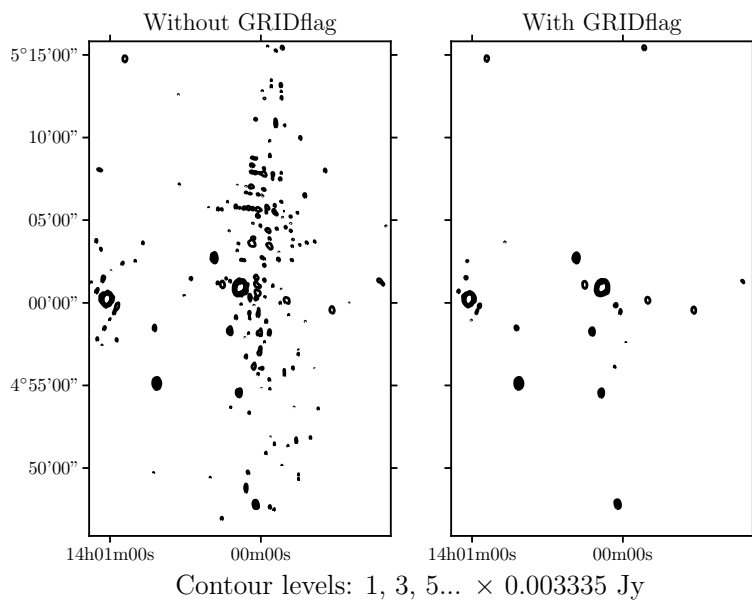 Without GRIDflag
With GRIDflag
5°15'00"
10'00"
05'00"
00'00"
4°55'00"
50'00"
14h01m00s
00m00s
14h01m00s
00m00s
Contour levels: 1, 3, 5... × 0.003335 Jy